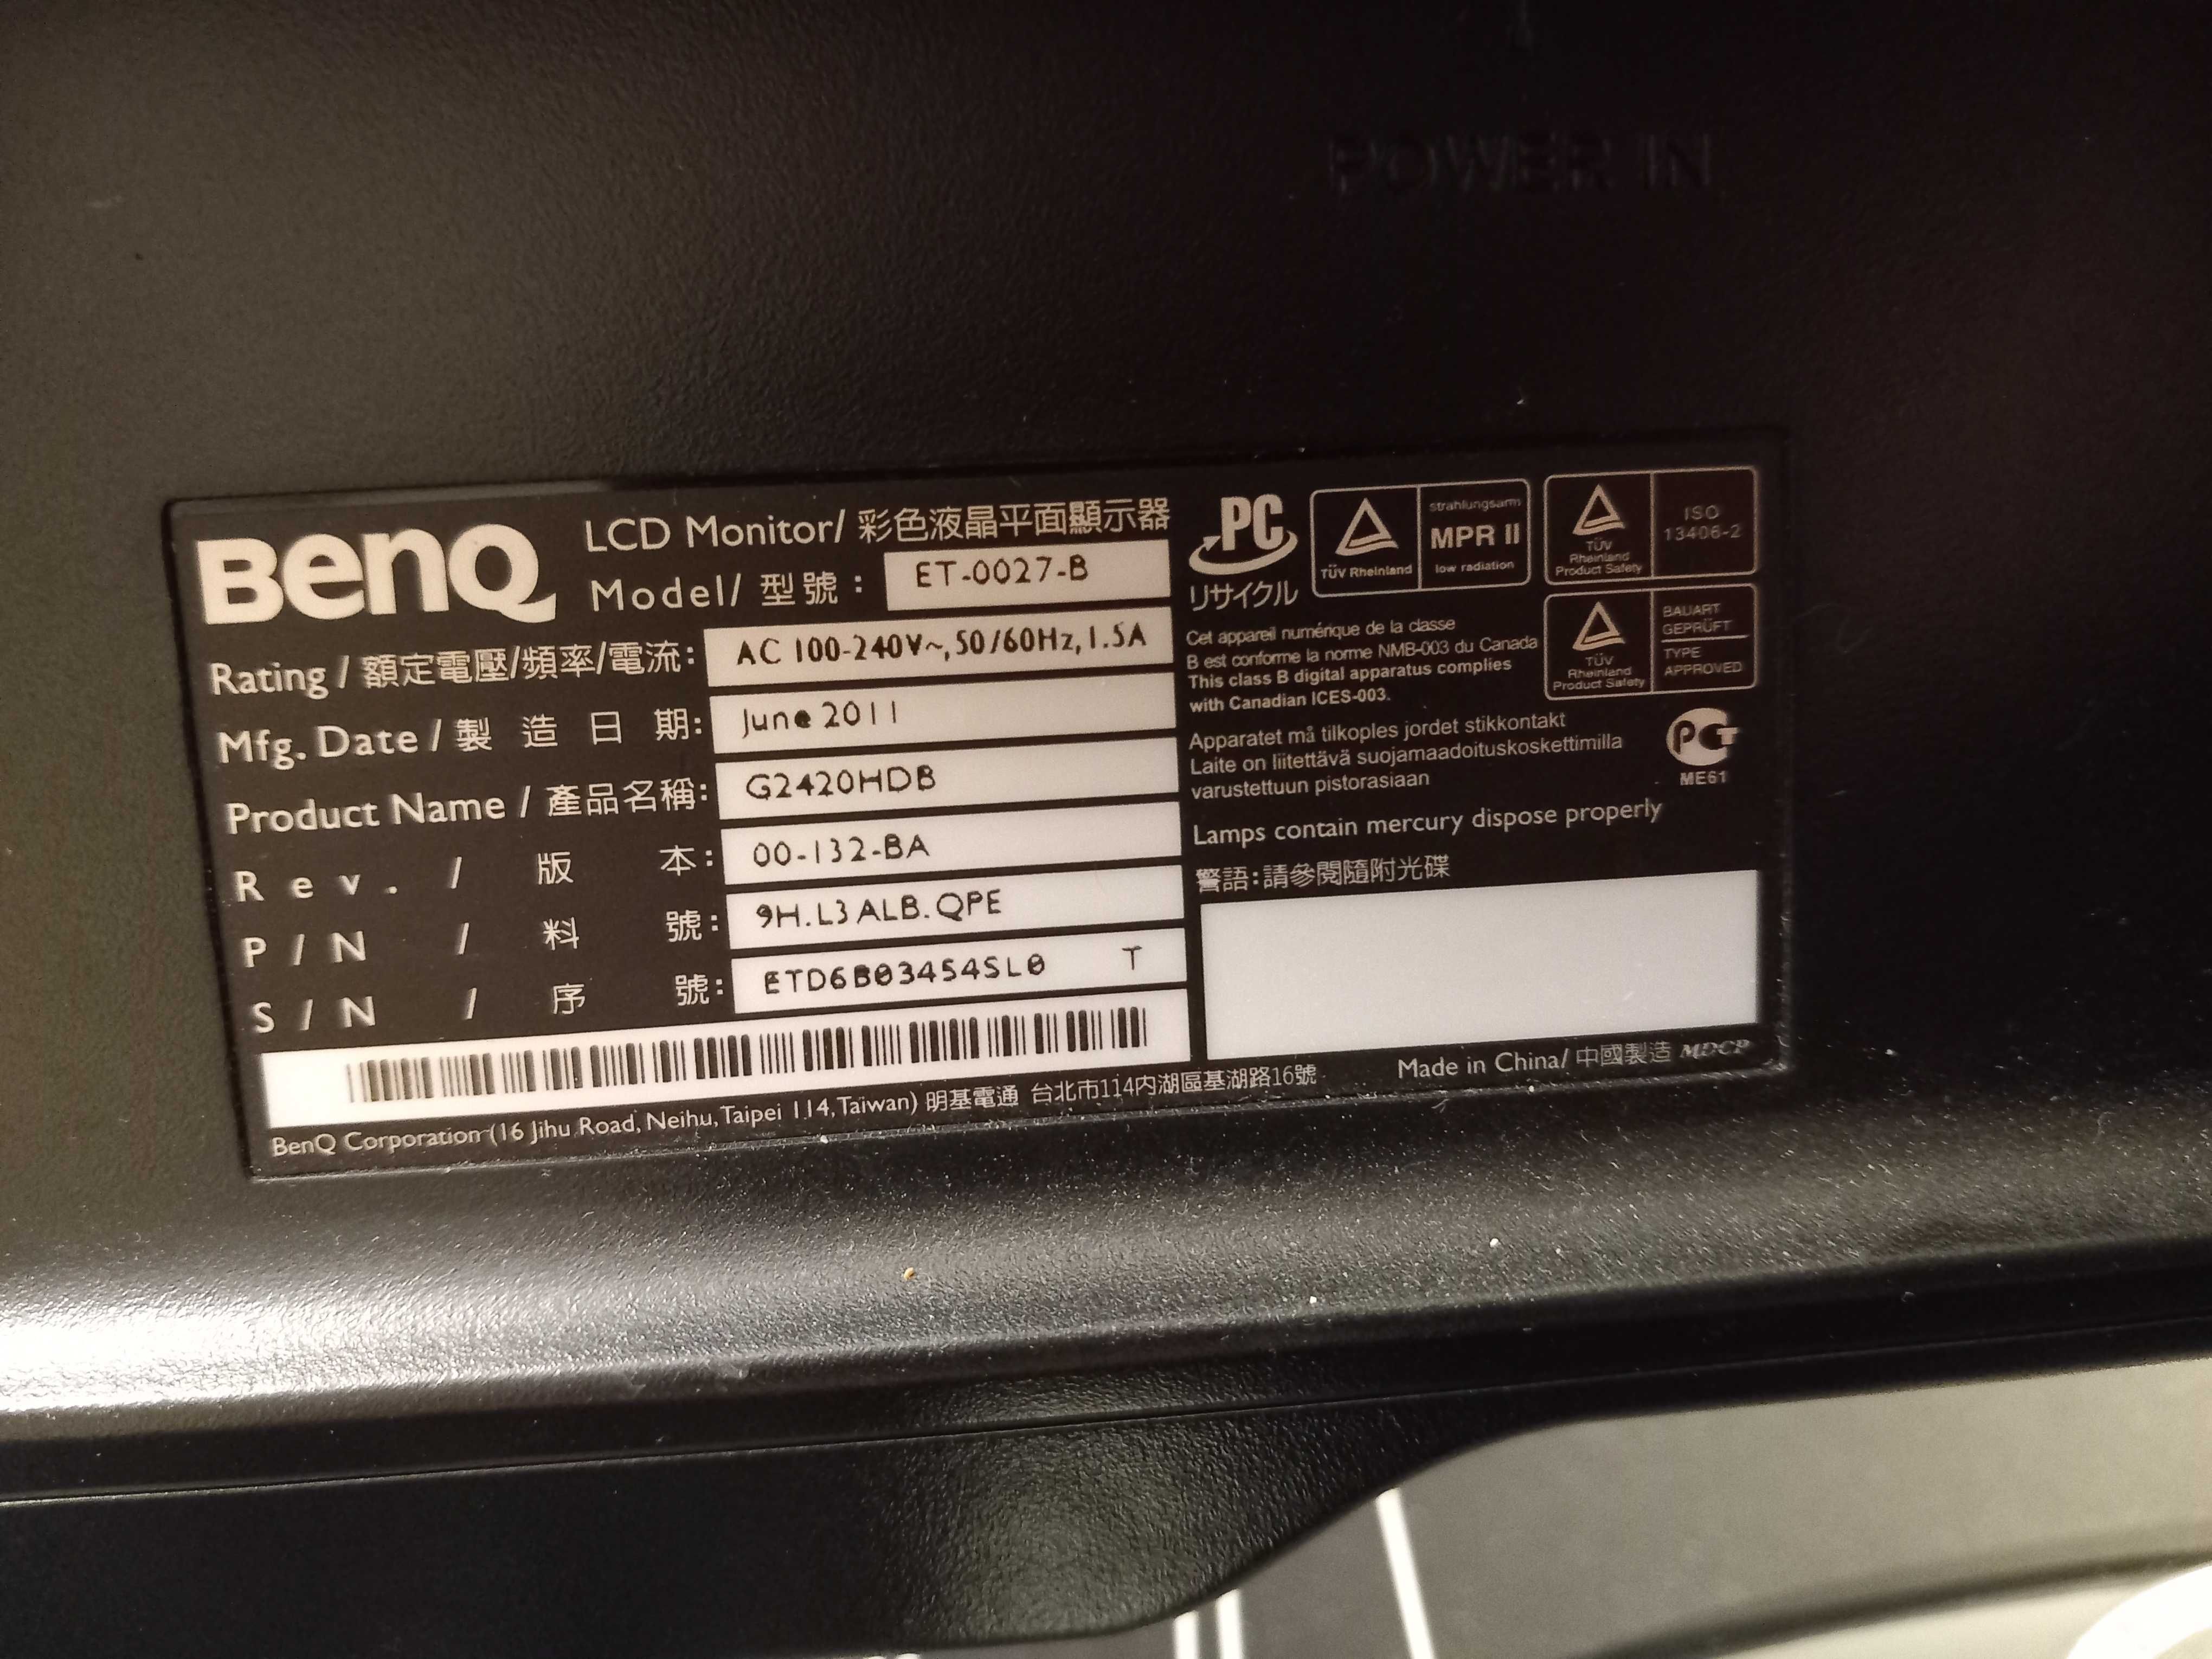 POWER IN
BenQ
LCD Monitor/ 彩色液晶平面顯示器
Model/ 型號: ET-0027-B
Rating / 額定電壓/頻率/電流: AC 100-240V~, 50/60Hz, 1.5A
Mfg. Date / 製造日期: June 2011
Product Name / 產品名稱: G2420HDB
Rev. / 版本: 00-132-BA
P/N / 料號: 9H.L3ALB.QPE
S/N / 序號: ETD6B03454SL0 T
BenQ Corporation (16 Jihu Road, Neihu, Taipei 114, Taiwan) 明基電通 台北市114內湖區基湖路16號
PC
リサイクル
TÜV Rheinland
strahlungsarm
MPR II
low radiation
TÜV
Rheinland
Product Safety
ISO
13406-2
TÜV
Rheinland
Product Safety
BAUART
GEPRÜFT
TYPE
APPROVED
Cet appareil numérique de la classe
B est conforme la norme NMB-003 du Canada
This class B digital apparatus complies
with Canadian ICES-003.
Apparatet må tilkoples jordet stikkontakt
Laite on liitettävä suojamaadoituskoskettimilla
varustettuun pistorasiaan
ME61
Lamps contain mercury dispose properly
警語:請參閱隨附光碟
Made in China/ 中國製造 MDCP